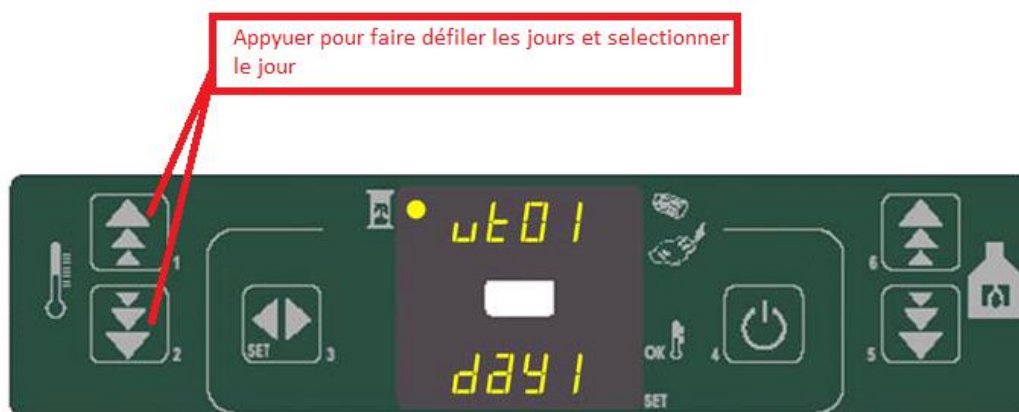 Appyuer pour faire défiler les jours et selectionner
le jour
ut01
1
6
SET
3
4
2
OK
5
day1
SET